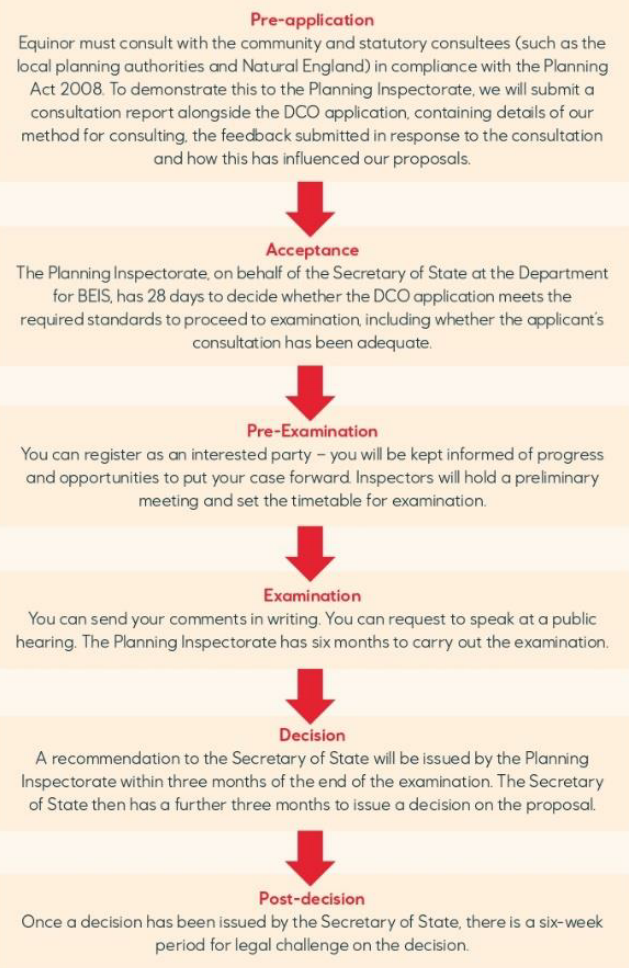 Pre-application
Equinor must consult with the community and statutory consultees (such as the
local planning authorities and Natural England) in compliance with the Planning
Act 2008. To demonstrate this to the Planning Inspectorate, we will submit a
consultation report alongside the DCO application, containing details of our
method for consulting, the feedback submitted in response to the consultation
and how this has influenced our proposals.
Acceptance
The Planning Inspectorate, on behalf of the Secretary of State at the Department
for BEIS, has 28 days to decide whether the DCO application meets the
required standards to proceed to examination, including whether the applicant's
consultation has been adequate.
Pre-Examination
You can register as an interested party – you will be kept informed of progress
and opportunities to put your case forward. Inspectors will hold a preliminary
meeting and set the timetable for examination.
Examination
You can send your comments in writing. You can request to speak at a public
hearing. The Planning Inspectorate has six months to carry out the examination.
Decision
A recommendation to the Secretary of State will be issued by the Planning
Inspectorate within three months of the end of the examination. The Secretary
of State then has a further three months to issue a decision on the proposal.
Post-decision
Once a decision has been issued by the Secretary of State, there is a six-week
period for legal challenge on the decision.